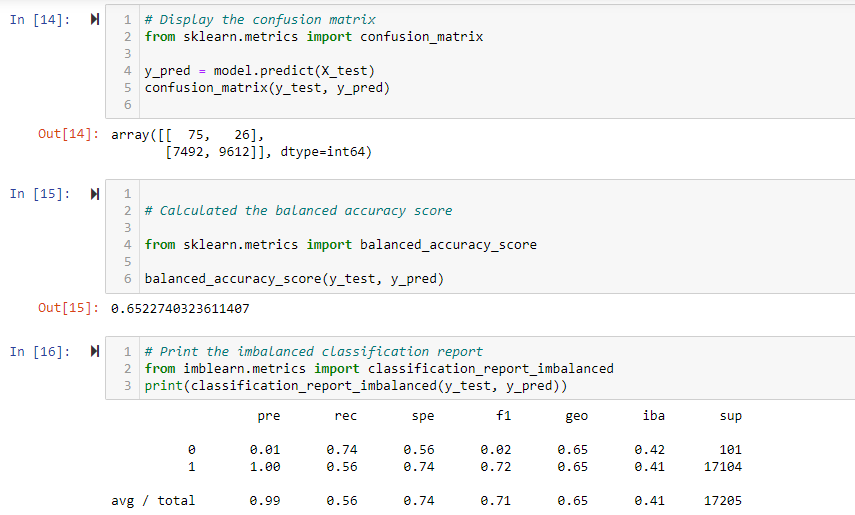 In [14]:
1 # Display the confusion matrix
2 from sklearn.metrics import confusion_matrix
3
4 y_pred = model.predict(X_test)
5 confusion_matrix(y_test, y_pred)
6
Out[14]: array([[  75,   26],
       [7492, 9612]], dtype=int64)
In [15]:
1
2 # Calculated the balanced accuracy score
3
4 from sklearn.metrics import balanced_accuracy_score
5
6 balanced_accuracy_score(y_test, y_pred)
Out[15]: 0.6522740323611407
In [16]:
1 # Print the imbalanced classification report
2 from imblearn.metrics import classification_report_imbalanced
3 print(classification_report_imbalanced(y_test, y_pred))
pre rec spe f1 geo iba sup
0 0.01 0.74 0.56 0.02 0.65 0.42 101
1 1.00 0.56 0.74 0.72 0.65 0.41 17104
avg / total 0.99 0.56 0.74 0.71 0.65 0.41 17205